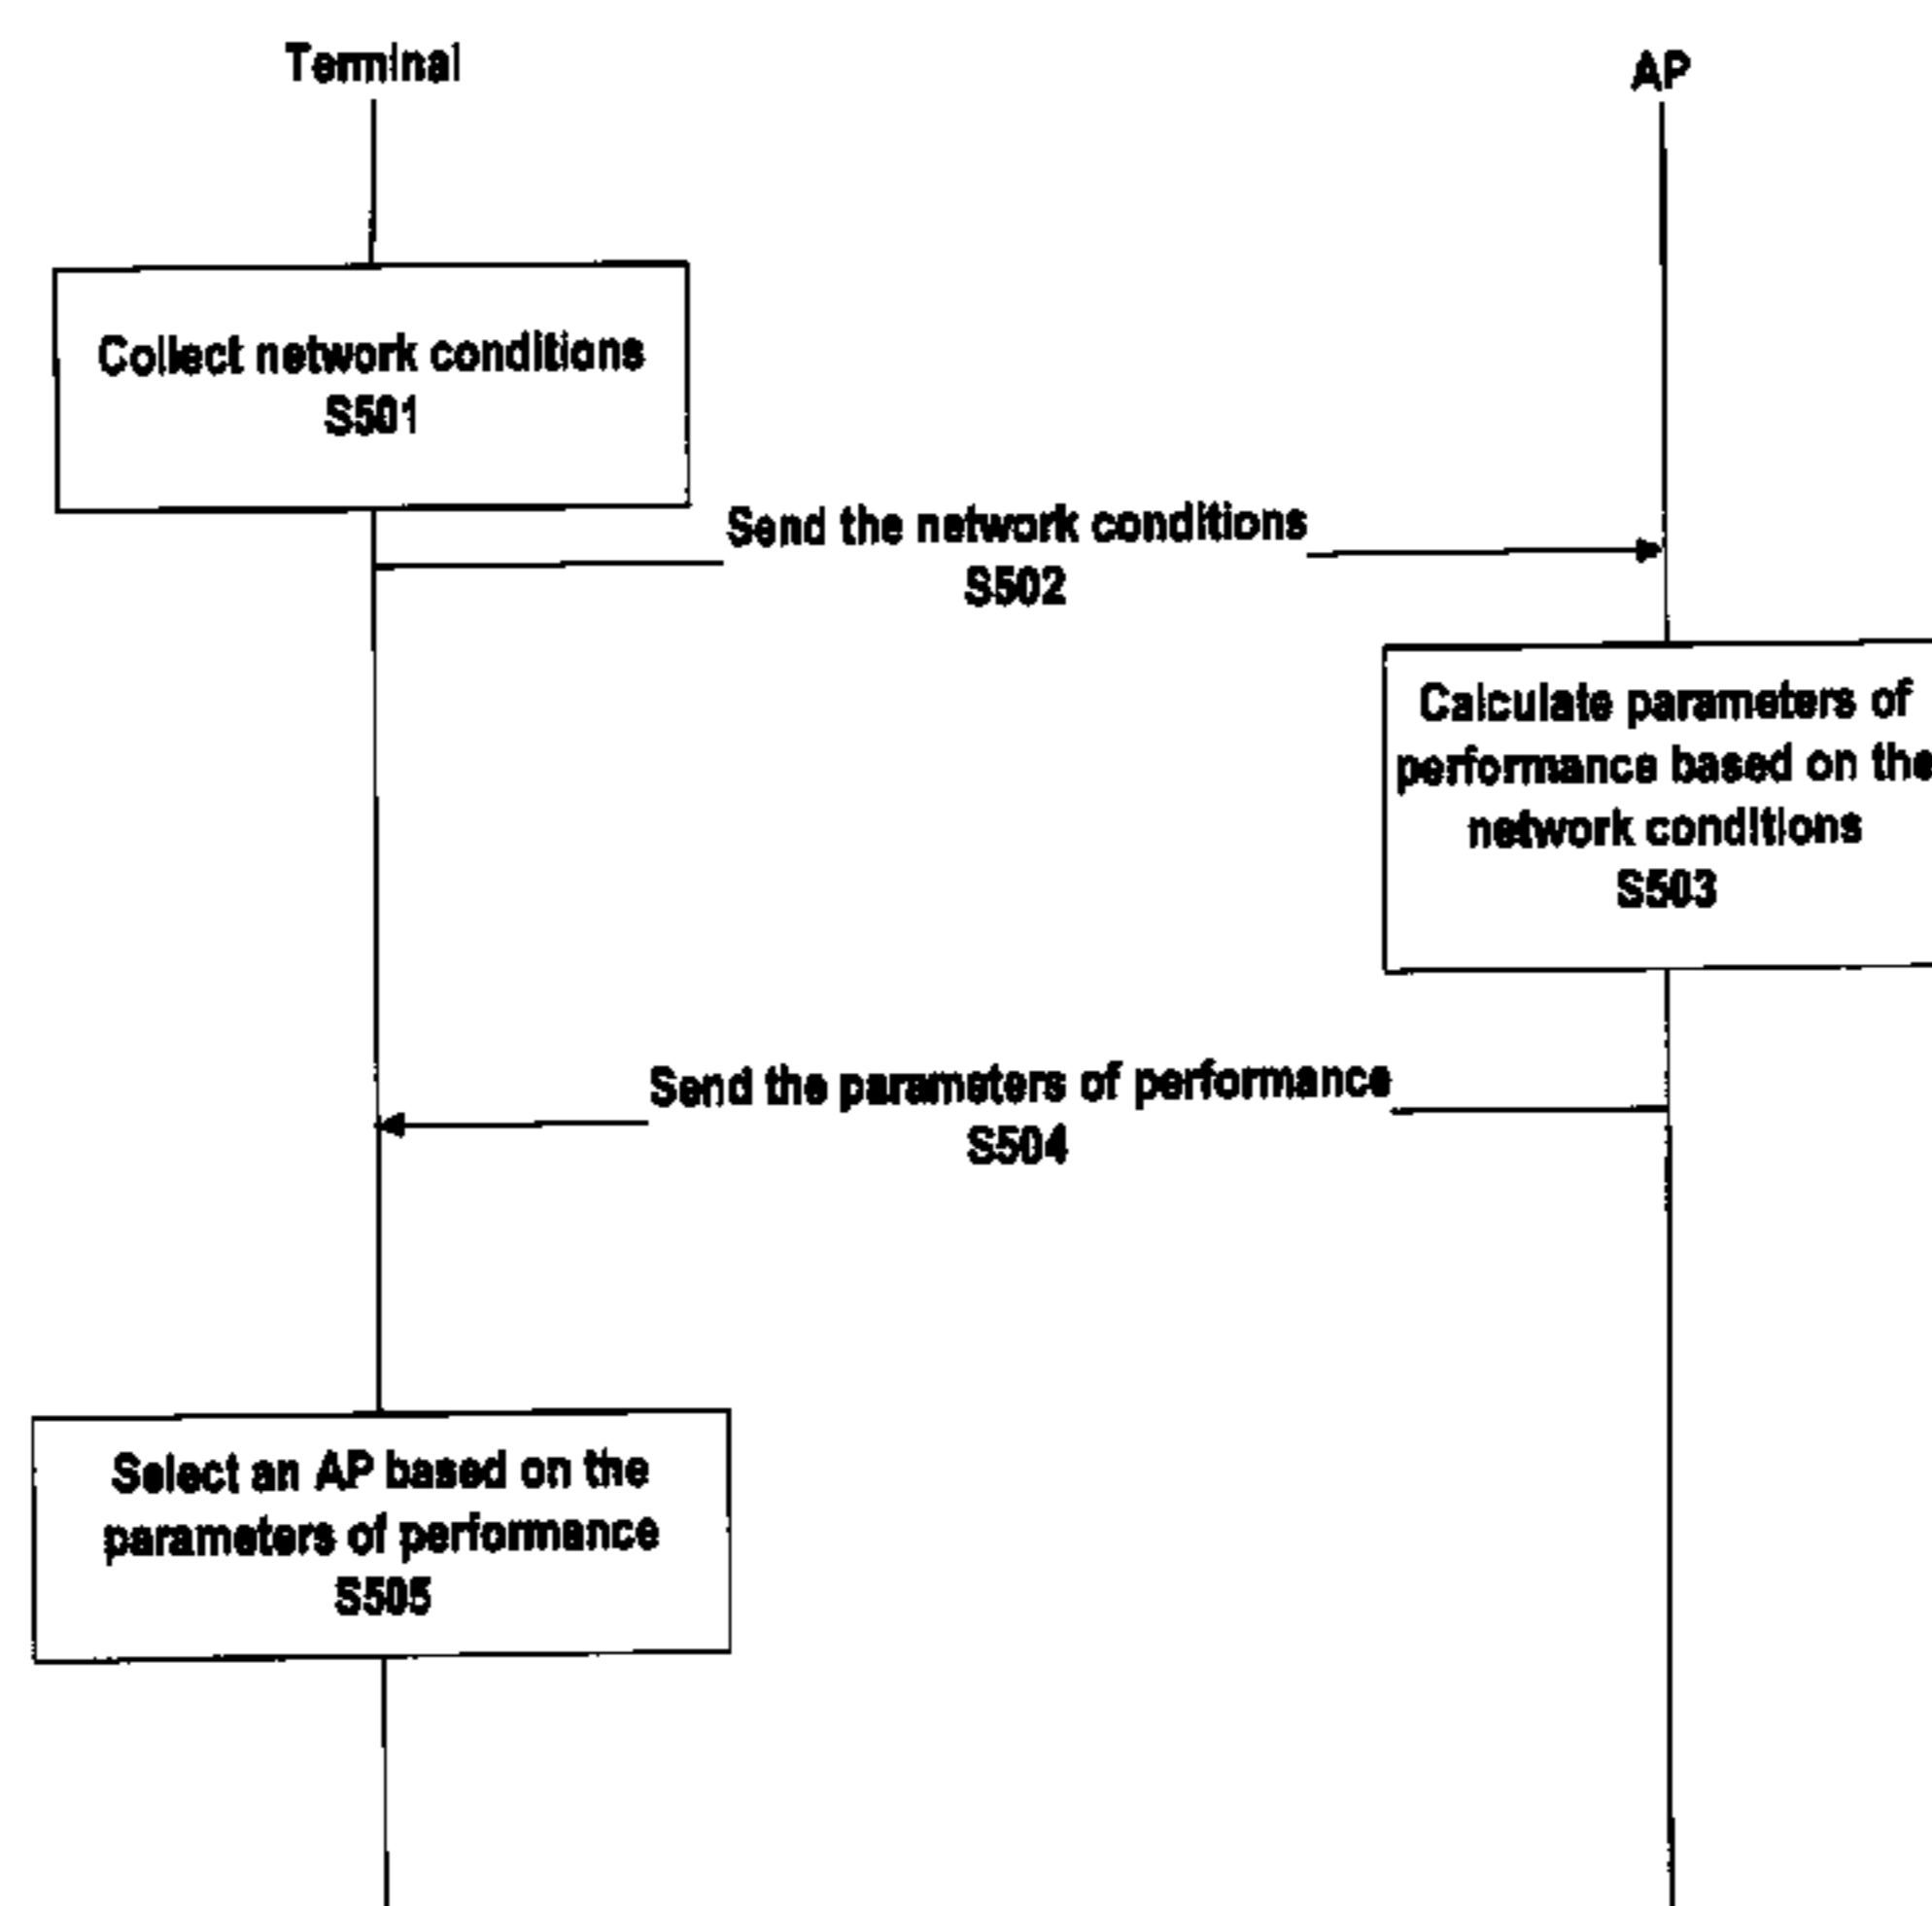 Terminal
AP
Collect network conditions
S501
Send the network conditions
S502
Calculate parameters of
performance based on the
network conditions
S503
Send the parameters of performance
S504
Select an AP based on the
parameters of performance
S505